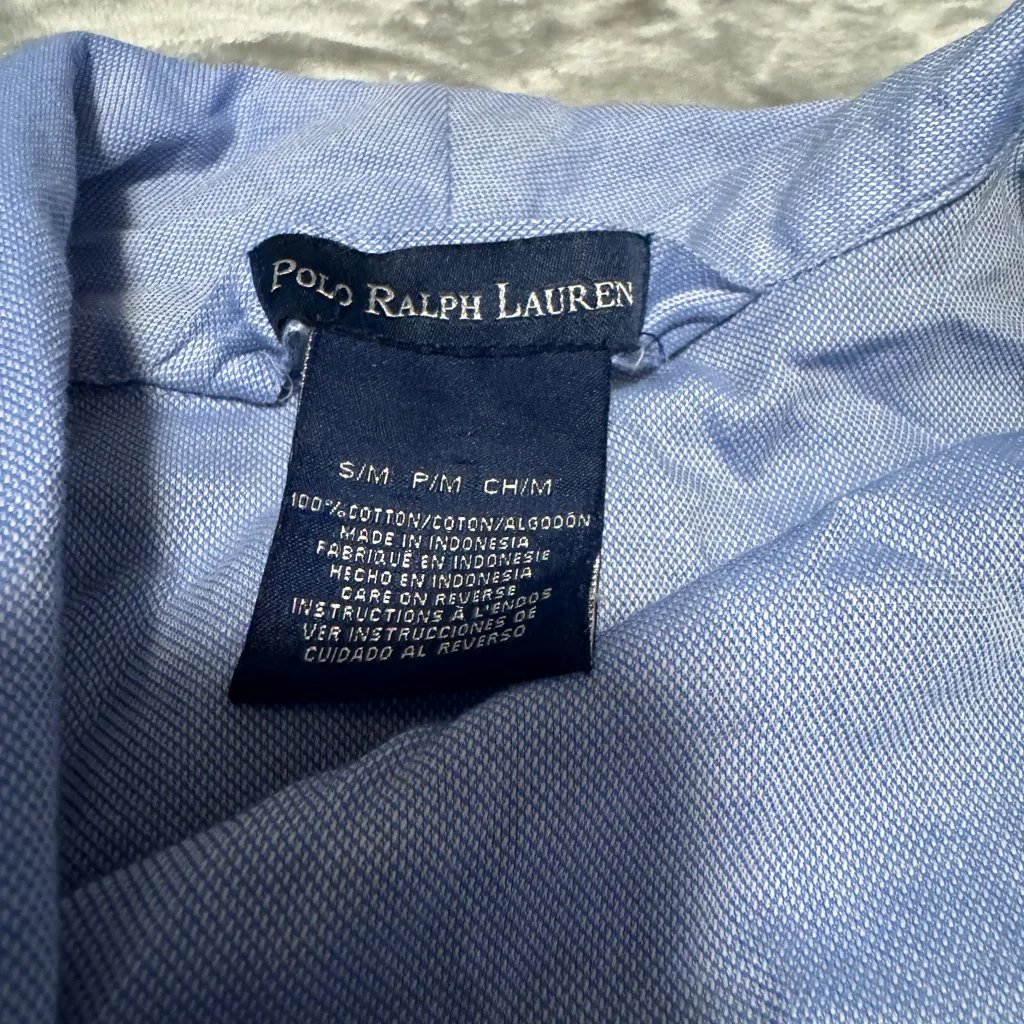 POLO RALPH LAUREN
S/M P/M CH/M
100% COTTON/COTON/ALGODÓN
MADE IN INDONESIA
FABRIQUÉ EN INDONESIE
HECHO EN INDONESIA
CARE ON REVERSE
INSTRUCTIONS À L'ENDOS
VER INSTRUCCIONES DE
CUIDADO AL REVERSO